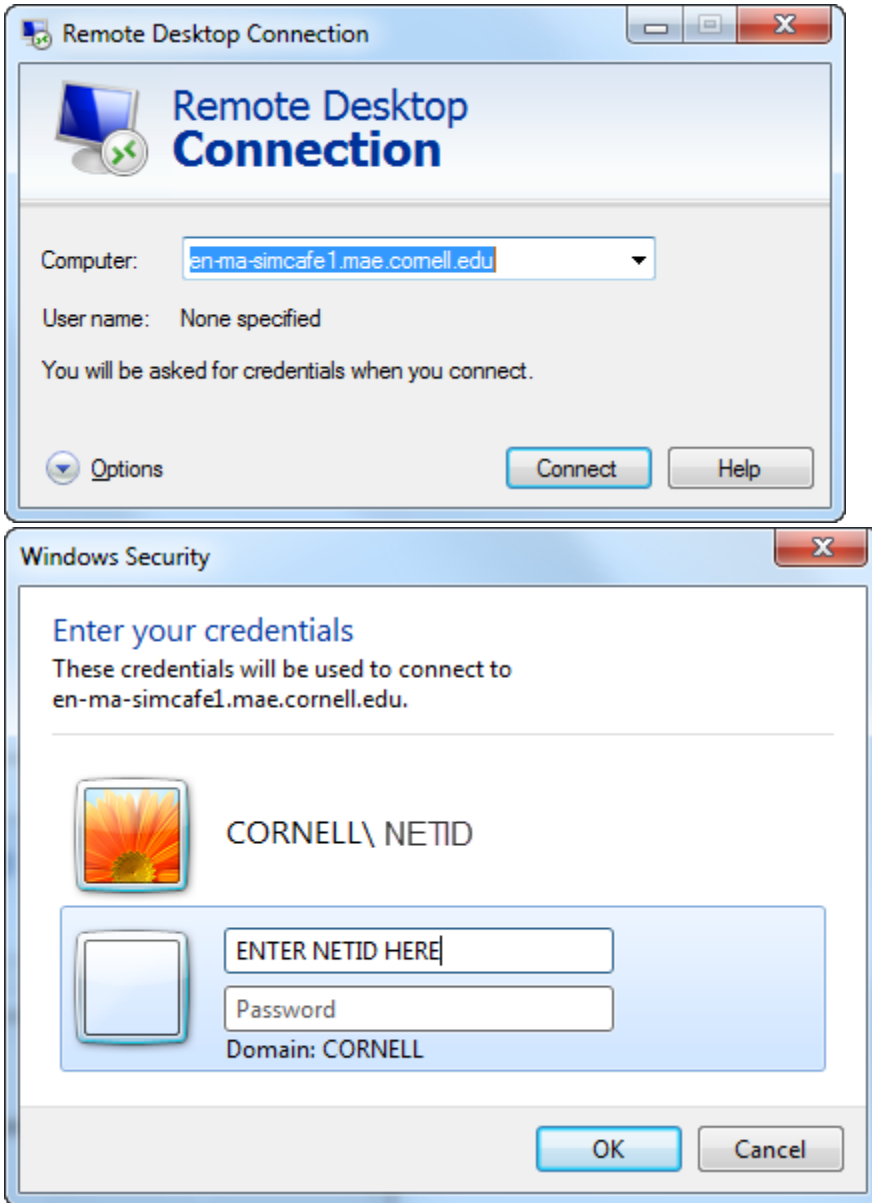 Remote Desktop Connection
Remote Desktop
Connection
Computer: en-ma-simcafe1.mae.cornell.edu
User name: None specified
You will be asked for credentials when you connect.
Options Connect Help
Windows Security
Enter your credentials
These credentials will be used to connect to
en-ma-simcafe1.mae.cornell.edu.
CORNELL\ NETID
ENTER NETID HERE
Password
Domain: CORNELL
OK Cancel